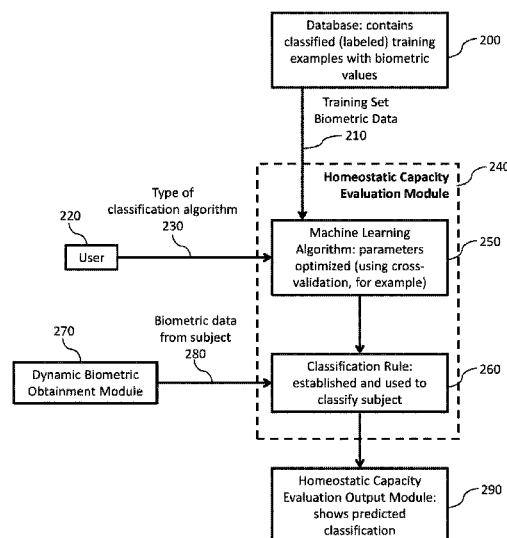 Database: contains
classified (labeled) training
examples with biometric
values
200
Training Set
Biometric Data
210
240
Homeostatic Capacity
Evaluation Module
Type of
classification algorithm
230
220
User
Machine Learning
Algorithm: parameters
optimized (using cross-
validation, for example)
250
270
Biometric data
from subject
280
Dynamic Biometric
Obtainment Module
Classification Rule:
established and used to
classify subject
260
Homeostatic Capacity
Evaluation Output Module:
shows predicted
classification
290